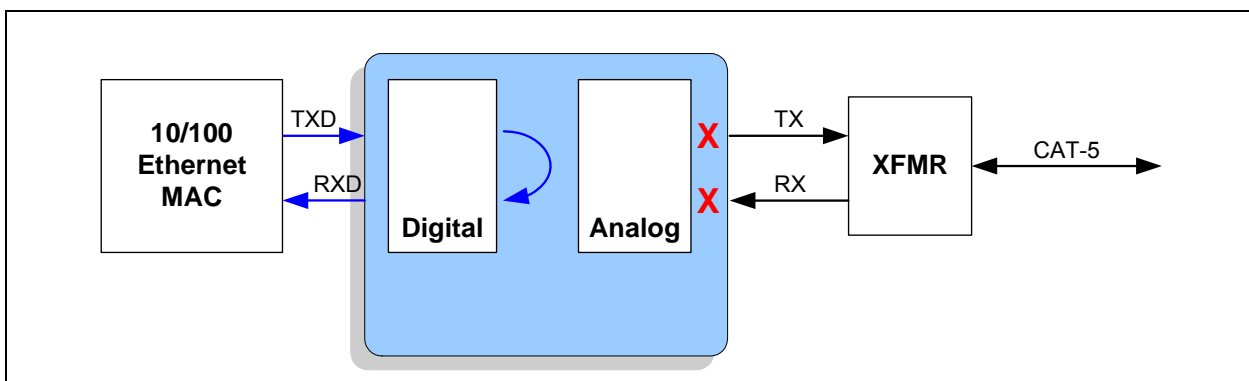 10/100
Ethernet
MAC
TXD
RXD
Digital
Analog
X
X
TX
RX
XFMR
CAT-5